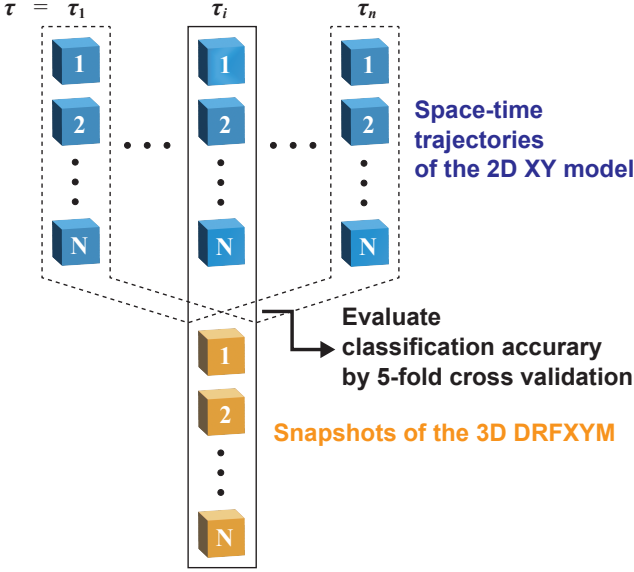 τ = τ1 τi τn
1 1 1
2 2 2
Space-time
trajectories
of the 2D XY model
N N N
Evaluate
classification accurary
by 5-fold cross validation
1
2
Snapshots of the 3D DRFXYM
N